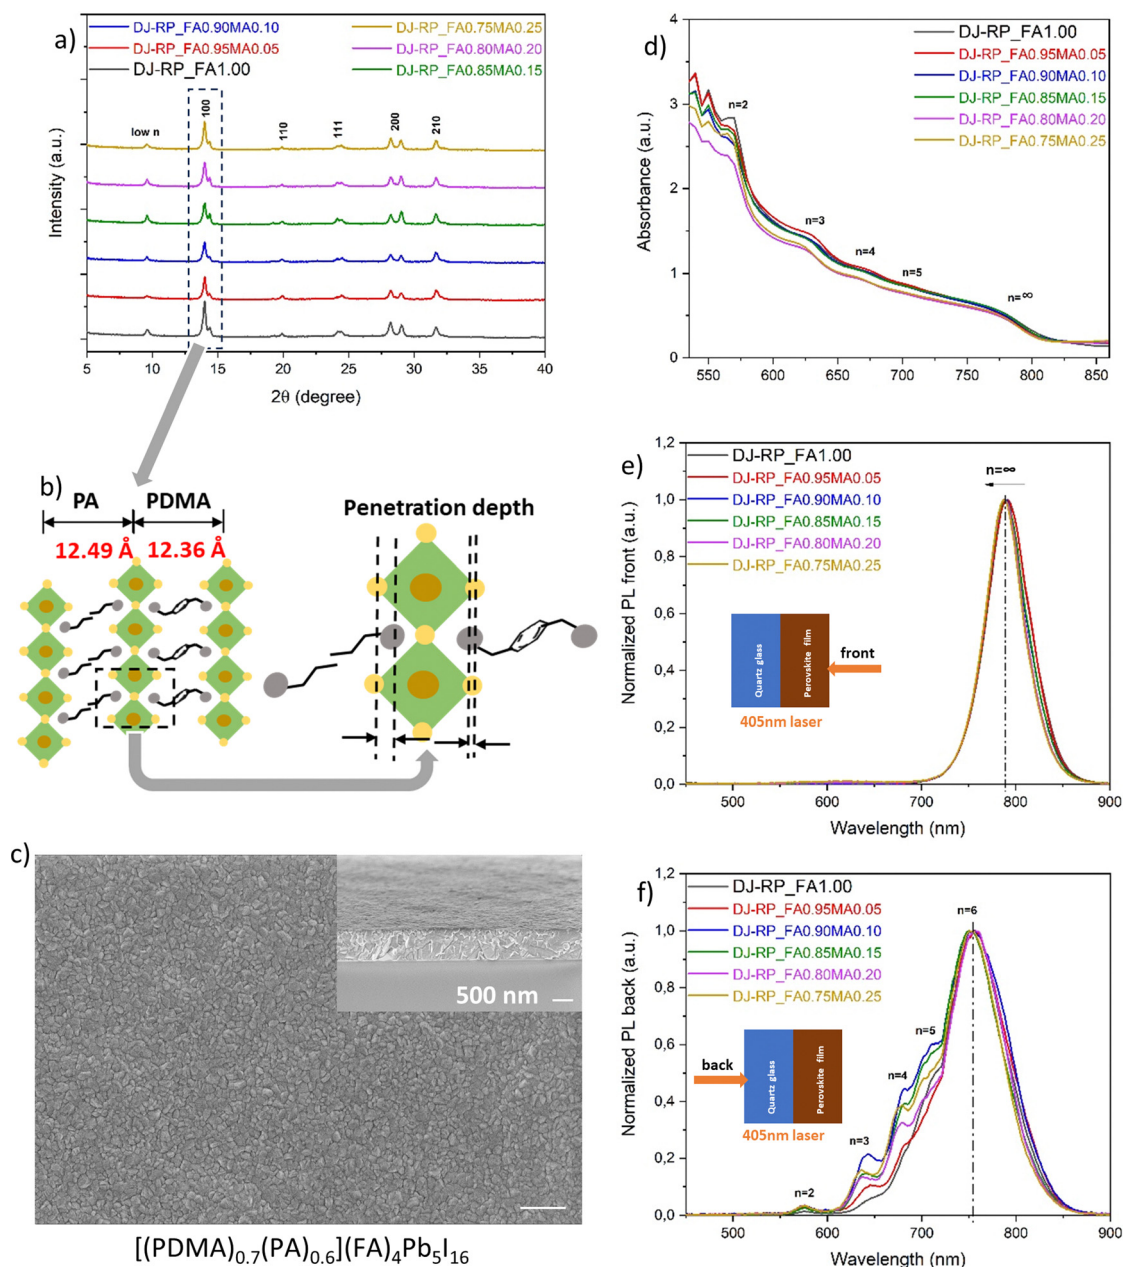 a)
DJ-RP_FA0.90MA0.10
DJ-RP_FA0.75MA0.25
DJ-RP_FA0.95MA0.05
DJ-RP_FA0.80MA0.20
DJ-RP_FA1.00
DJ-RP_FA0.85MA0.15
Intensity (a.u.)
low n
100
110
111
200
210
5
10
15
20
25
30
35
40
2θ (degree)
b)
PA
PDMA
12.49 Å
12.36 Å
Penetration depth
c)
500 nm
[(PDMA)0.7(PA)0.6](FA)4Pb5I16
d)
DJ-RP_FA1.00
DJ-RP_FA0.95MA0.05
DJ-RP_FA0.90MA0.10
DJ-RP_FA0.85MA0.15
DJ-RP_FA0.80MA0.20
DJ-RP_FA0.75MA0.25
Absorbance (a.u.)
4
3
2
1
0
n=2
n=3
n=4
n=5
n=∞
550
600
650
700
750
800
850
Wavelength (nm)
e)
DJ-RP_FA1.00
DJ-RP_FA0.95MA0.05
DJ-RP_FA0.90MA0.10
DJ-RP_FA0.85MA0.15
DJ-RP_FA0.80MA0.20
DJ-RP_FA0.75MA0.25
Normalized PL front (a.u.)
1,2
1,0
0,8
0,6
0,4
0,2
0,0
n=∞
Quartz glass
Perovskite film
front
405nm laser
500
600
700
800
900
Wavelength (nm)
f)
DJ-RP_FA1.00
DJ-RP_FA0.95MA0.05
DJ-RP_FA0.90MA0.10
DJ-RP_FA0.85MA0.15
DJ-RP_FA0.80MA0.20
DJ-RP_FA0.75MA0.25
Normalized PL back (a.u.)
1,2
1,0
0,8
0,6
0,4
0,2
0,0
n=6
n=5
n=4
n=3
n=2
back
Quartz glass
Perovskite film
405nm laser
500
600
700
800
900
Wavelength (nm)